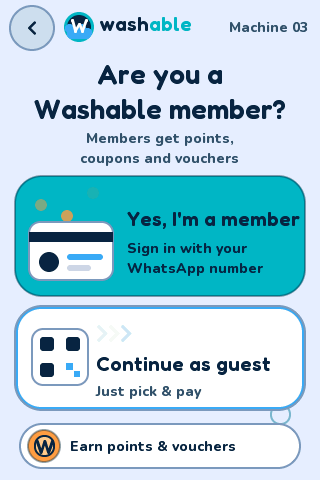 washable
Machine 03
Are you a
Washable member?
Members get points,
coupons and vouchers
Yes, I'm a member
Sign in with your
WhatsApp number
Continue as guest
Just pick & pay
W Earn points & vouchers